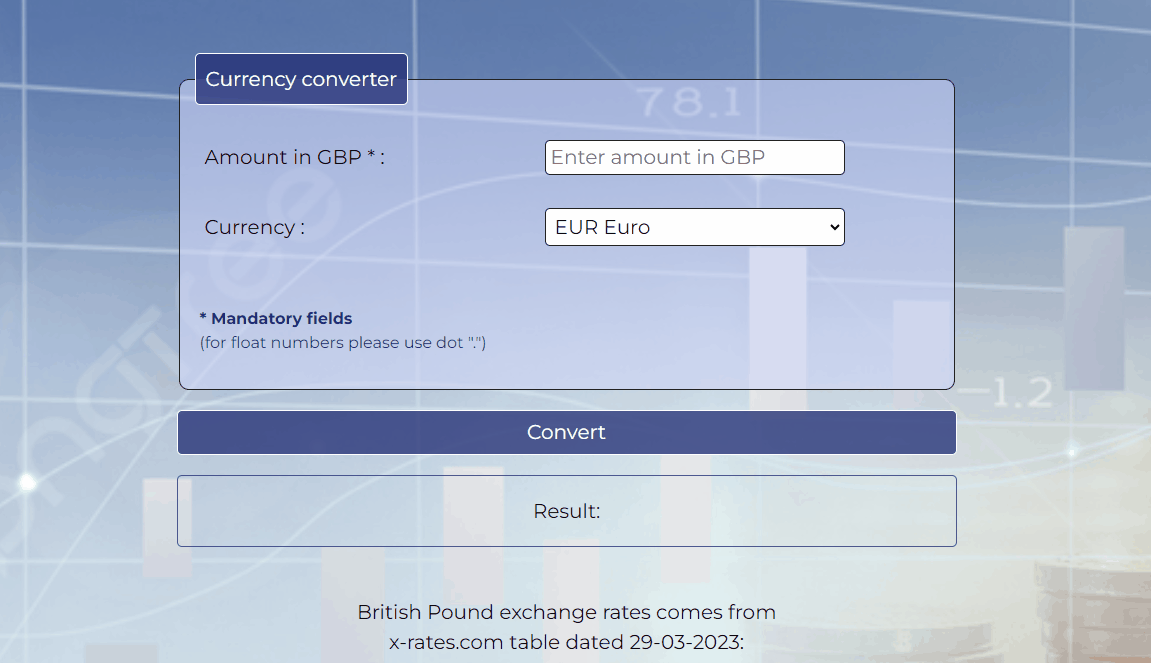 Currency converter
78.1
Amount in GBP * :
Enter amount in GBP
Currency :
EUR Euro
* Mandatory fields
(for float numbers please use dot ".")
—1.2
Convert
Result:
British Pound exchange rates comes from
x-rates.com table dated 29-03-2023: